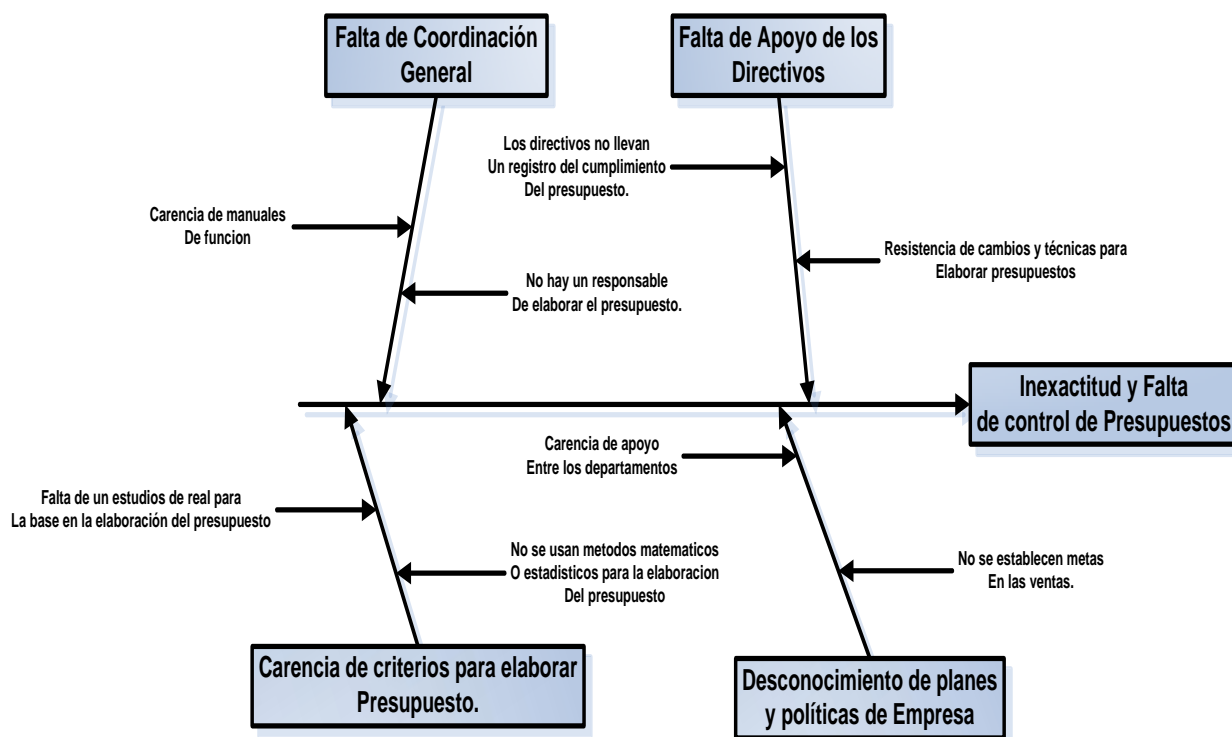 Falta de Coordinación
General
Falta de Apoyo de los
Directivos
Los directivos no llevan
Un registro del cumplimiento
Del presupuesto.
Carencia de manuales
De funcion
Resistencia de cambios y técnicas para
Elaborar presupuestos
No hay un responsable
De elaborar el presupuesto.
Inexactitud y Falta
de control de Presupuestos
Carencia de apoyo
Entre los departamentos
Falta de un estudios de real para
La base en la elaboración del presupuesto
No se usan metodos matematicos
O estadisticos para la elaboracion
Del presupuesto
No se establecen metas
En las ventas.
Carencia de criterios para elaborar
Presupuesto.
Desconocimiento de planes
y políticas de Empresa